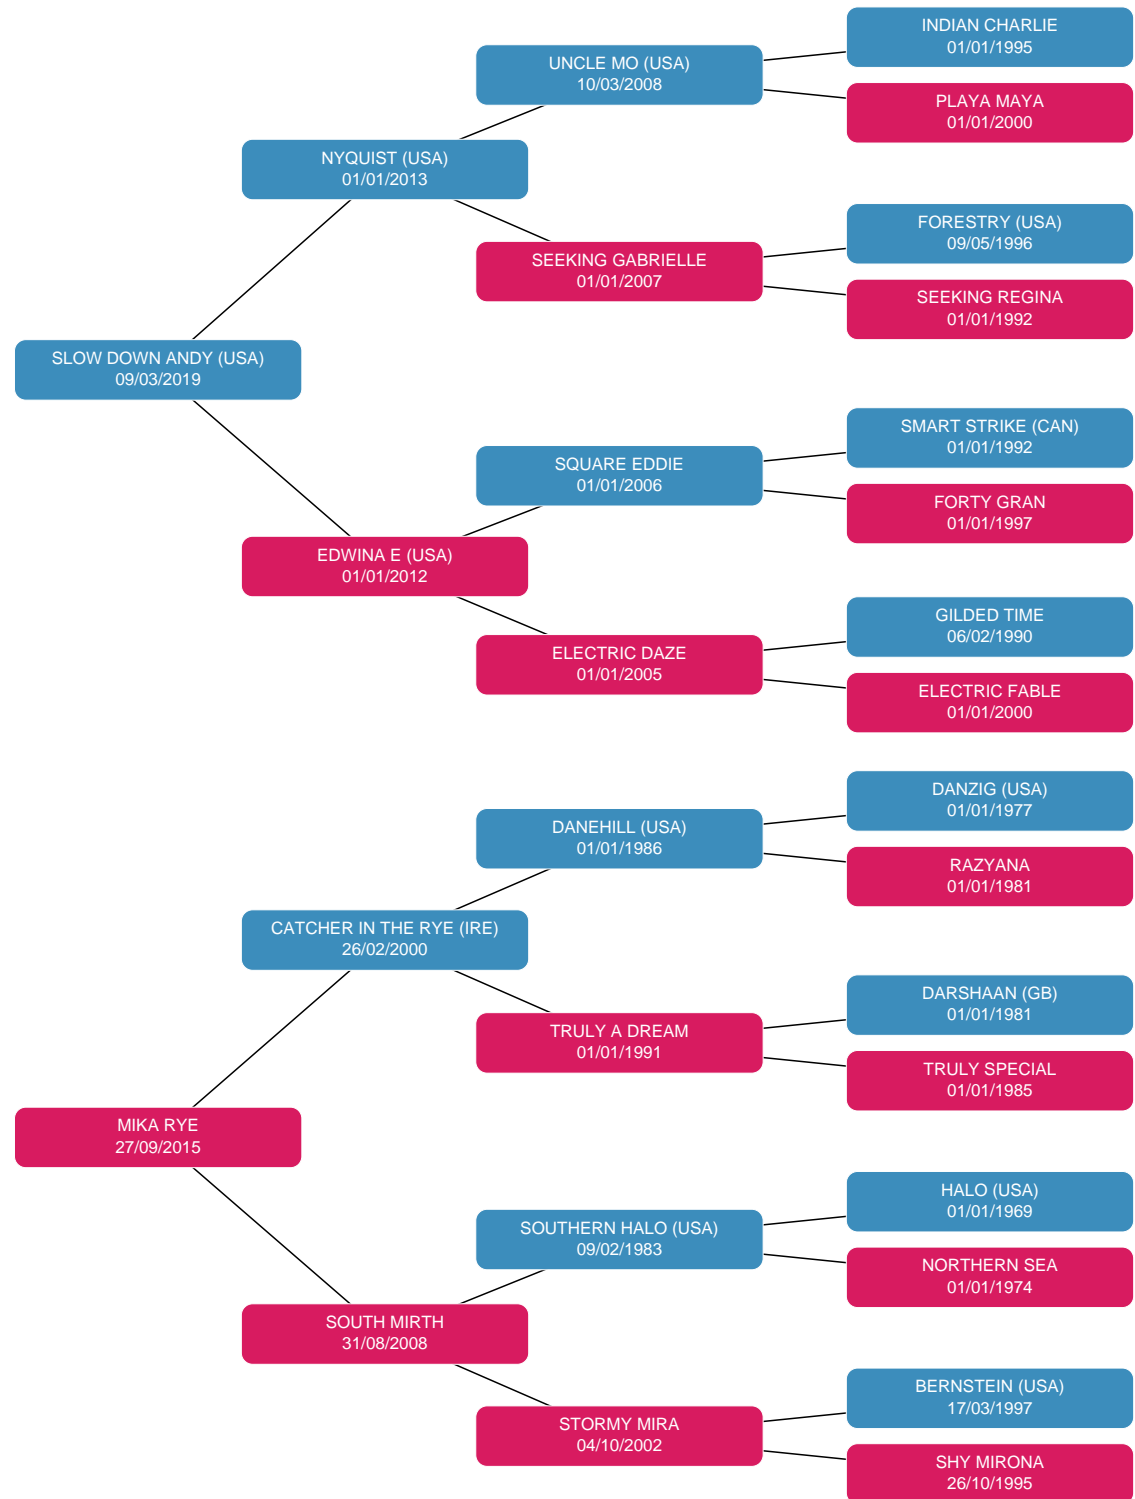 INDIAN CHARLIE
01/01/1995
UNCLE MO (USA)
10/03/2008
PLAYA MAYA
01/01/2000
NYQUIST (USA)
01/01/2013
FORESTRY (USA)
09/05/1996
SEEKING GABRIELLE
01/01/2007
SEEKING REGINA
01/01/1992
SLOW DOWN ANDY (USA)
09/03/2019
SMART STRIKE (CAN)
01/01/1992
SQUARE EDDIE
01/01/2006
FORTY GRAN
01/01/1997
EDWINA E (USA)
01/01/2012
GILDED TIME
06/02/1990
ELECTRIC DAZE
01/01/2005
ELECTRIC FABLE
01/01/2000
DANZIG (USA)
01/01/1977
DANEHILL (USA)
01/01/1986
RAZYANA
01/01/1981
CATCHER IN THE RYE (IRE)
26/02/2000
DARSHAAN (GB)
01/01/1981
TRULY A DREAM
01/01/1991
TRULY SPECIAL
01/01/1985
MIKA RYE
27/09/2015
HALO (USA)
01/01/1969
SOUTHERN HALO (USA)
09/02/1983
NORTHERN SEA
01/01/1974
SOUTH MIRTH
31/08/2008
BERNSTEIN (USA)
17/03/1997
STORMY MIRA
04/10/2002
SHY MIRONA
26/10/1995